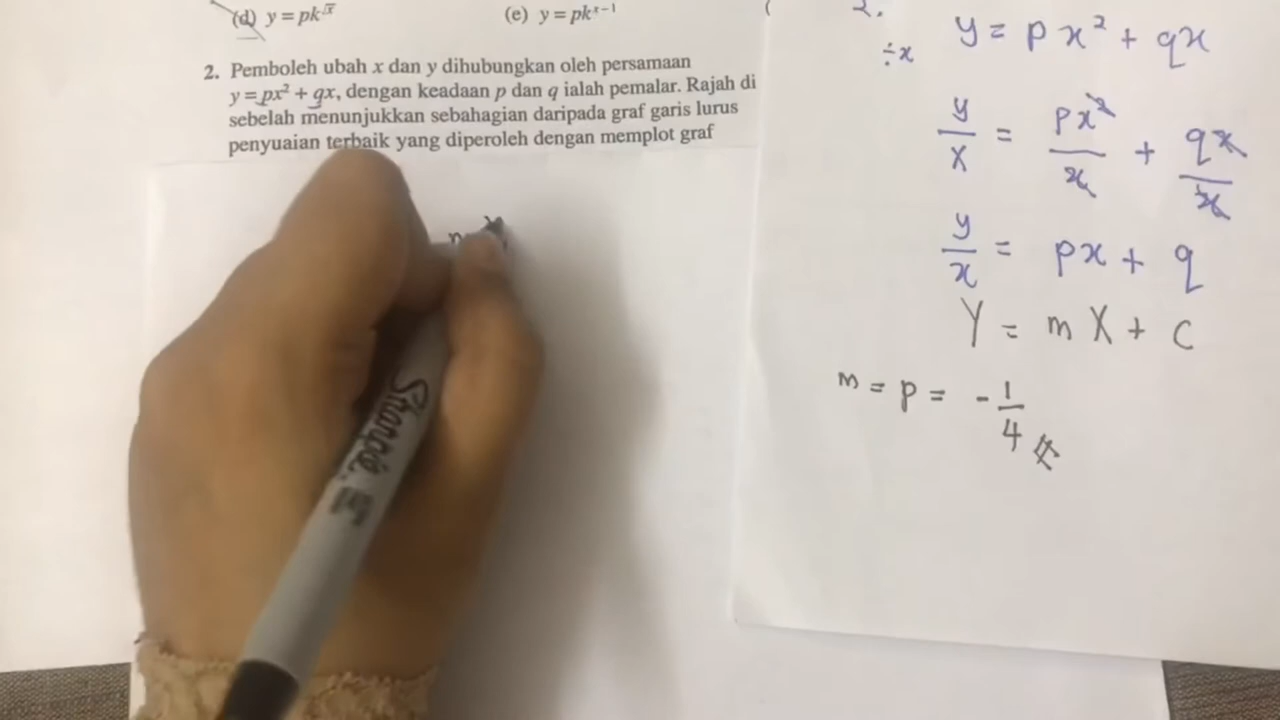 (d) y = pk^√x
(e) y = pk^x–1
2. Pemboleh ubah x dan y dihubungkan oleh persamaan
y = px² + qx, dengan keadaan p dan q ialah pemalar. Rajah di
sebelah menunjukkan sebahagian daripada graf garis lurus
penyuaian terbaik yang diperoleh dengan memplot graf
Sharpie
2.
÷x
y = px² + qx
y/x = px²/x + qx/x
y/x = px + q
Y = mX + c
m = p = -1/4